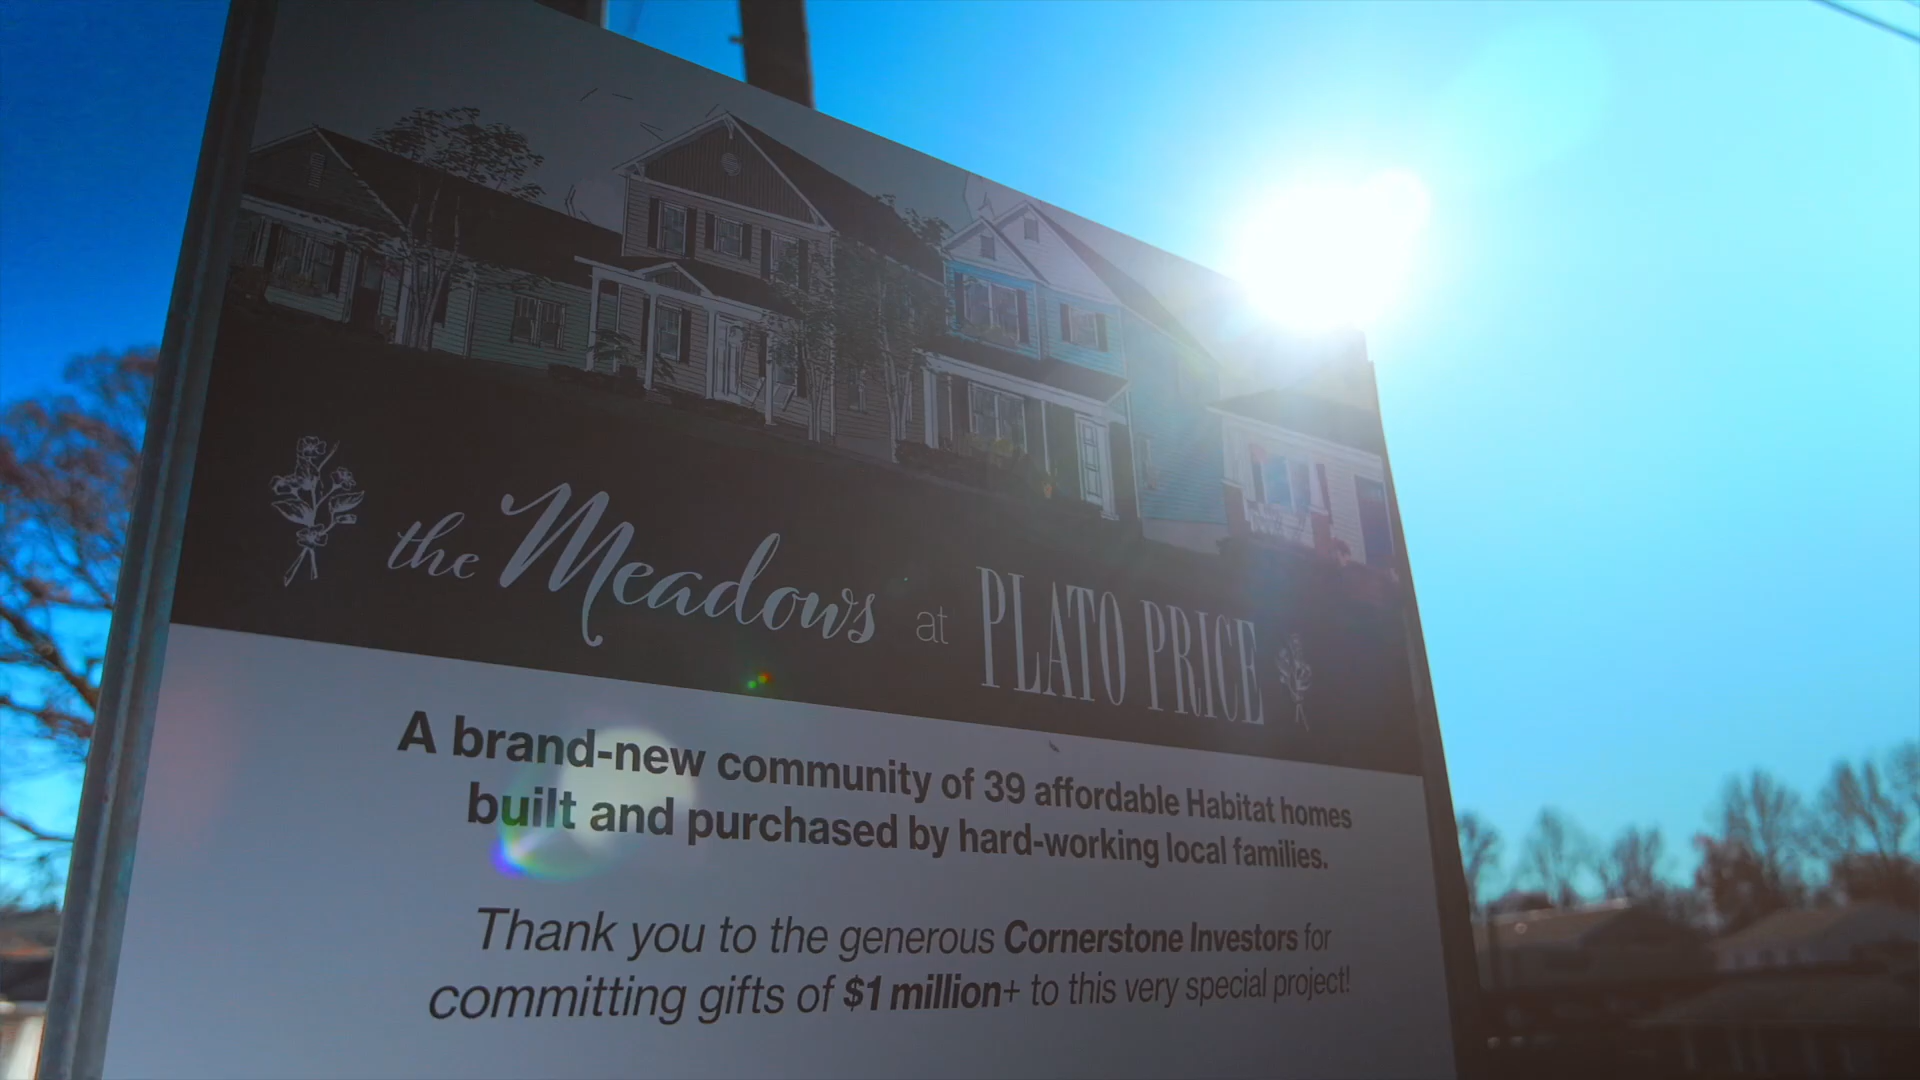 the Meadows at PLATO PRICE
A brand-new community of 39 affordable Habitat homes
built and purchased by hard-working local families.
Thank you to the generous Cornerstone Investors for
committing gifts of $1 million+ to this very special project!